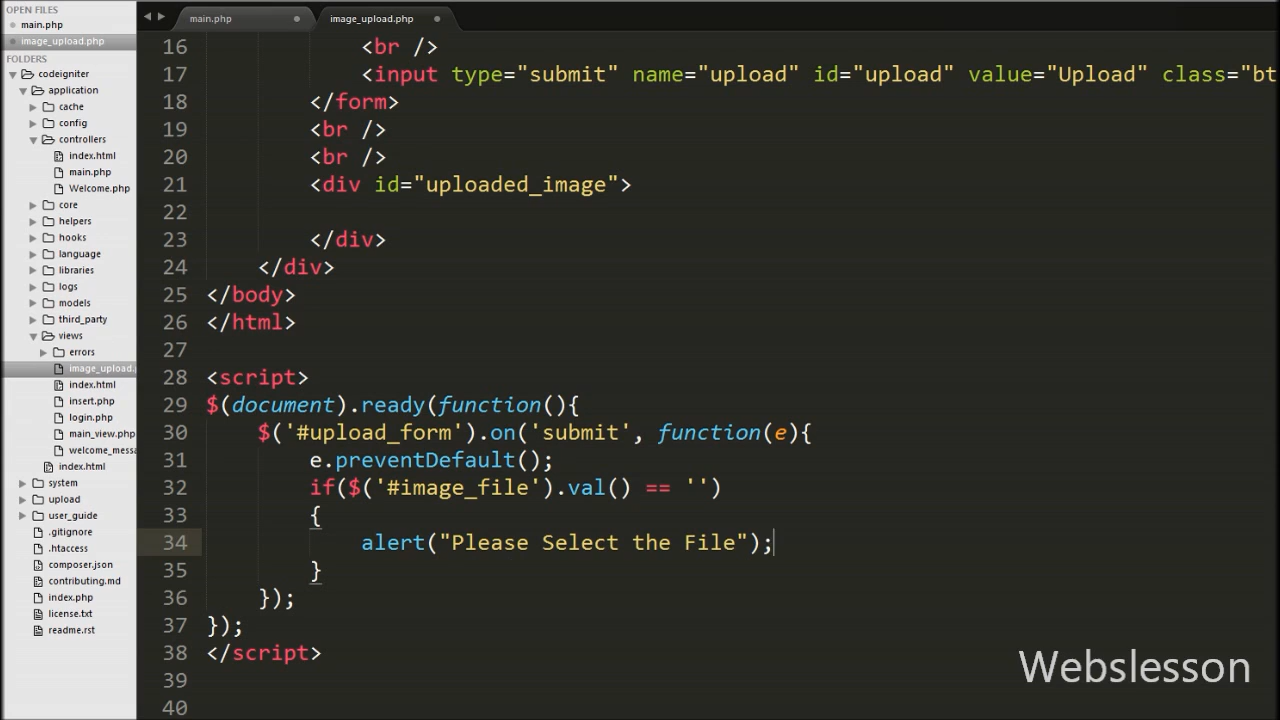 OPEN FILES
main.php
image_upload.php
FOLDERS
codeigniter
application
cache
config
controllers
index.html
main.php
Welcome.php
core
helpers
hooks
language
libraries
logs
models
third_party
views
errors
image_upload.
index.html
insert.php
login.php
main_view.php
welcome_messa
index.html
system
upload
user_guide
.gitignore
.htaccess
composer.json
contributing.md
index.php
license.txt
readme.rst
main.php
image_upload.php
16 <br />
17 <input type="submit" name="upload" id="upload" value="Upload" class="bt
18 </form>
19 <br />
20 <br />
21 <div id="uploaded_image">
22
23 </div>
24 </div>
25 </body>
26 </html>
27
28 <script>
29 $(document).ready(function(){
30 $('#upload_form').on('submit', function(e){
31 e.preventDefault();
32 if($('#image_file').val() == '')
33 {
34 alert("Please Select the File");
35 }
36 });
37 });
38 </script>
39
40
Webslesson